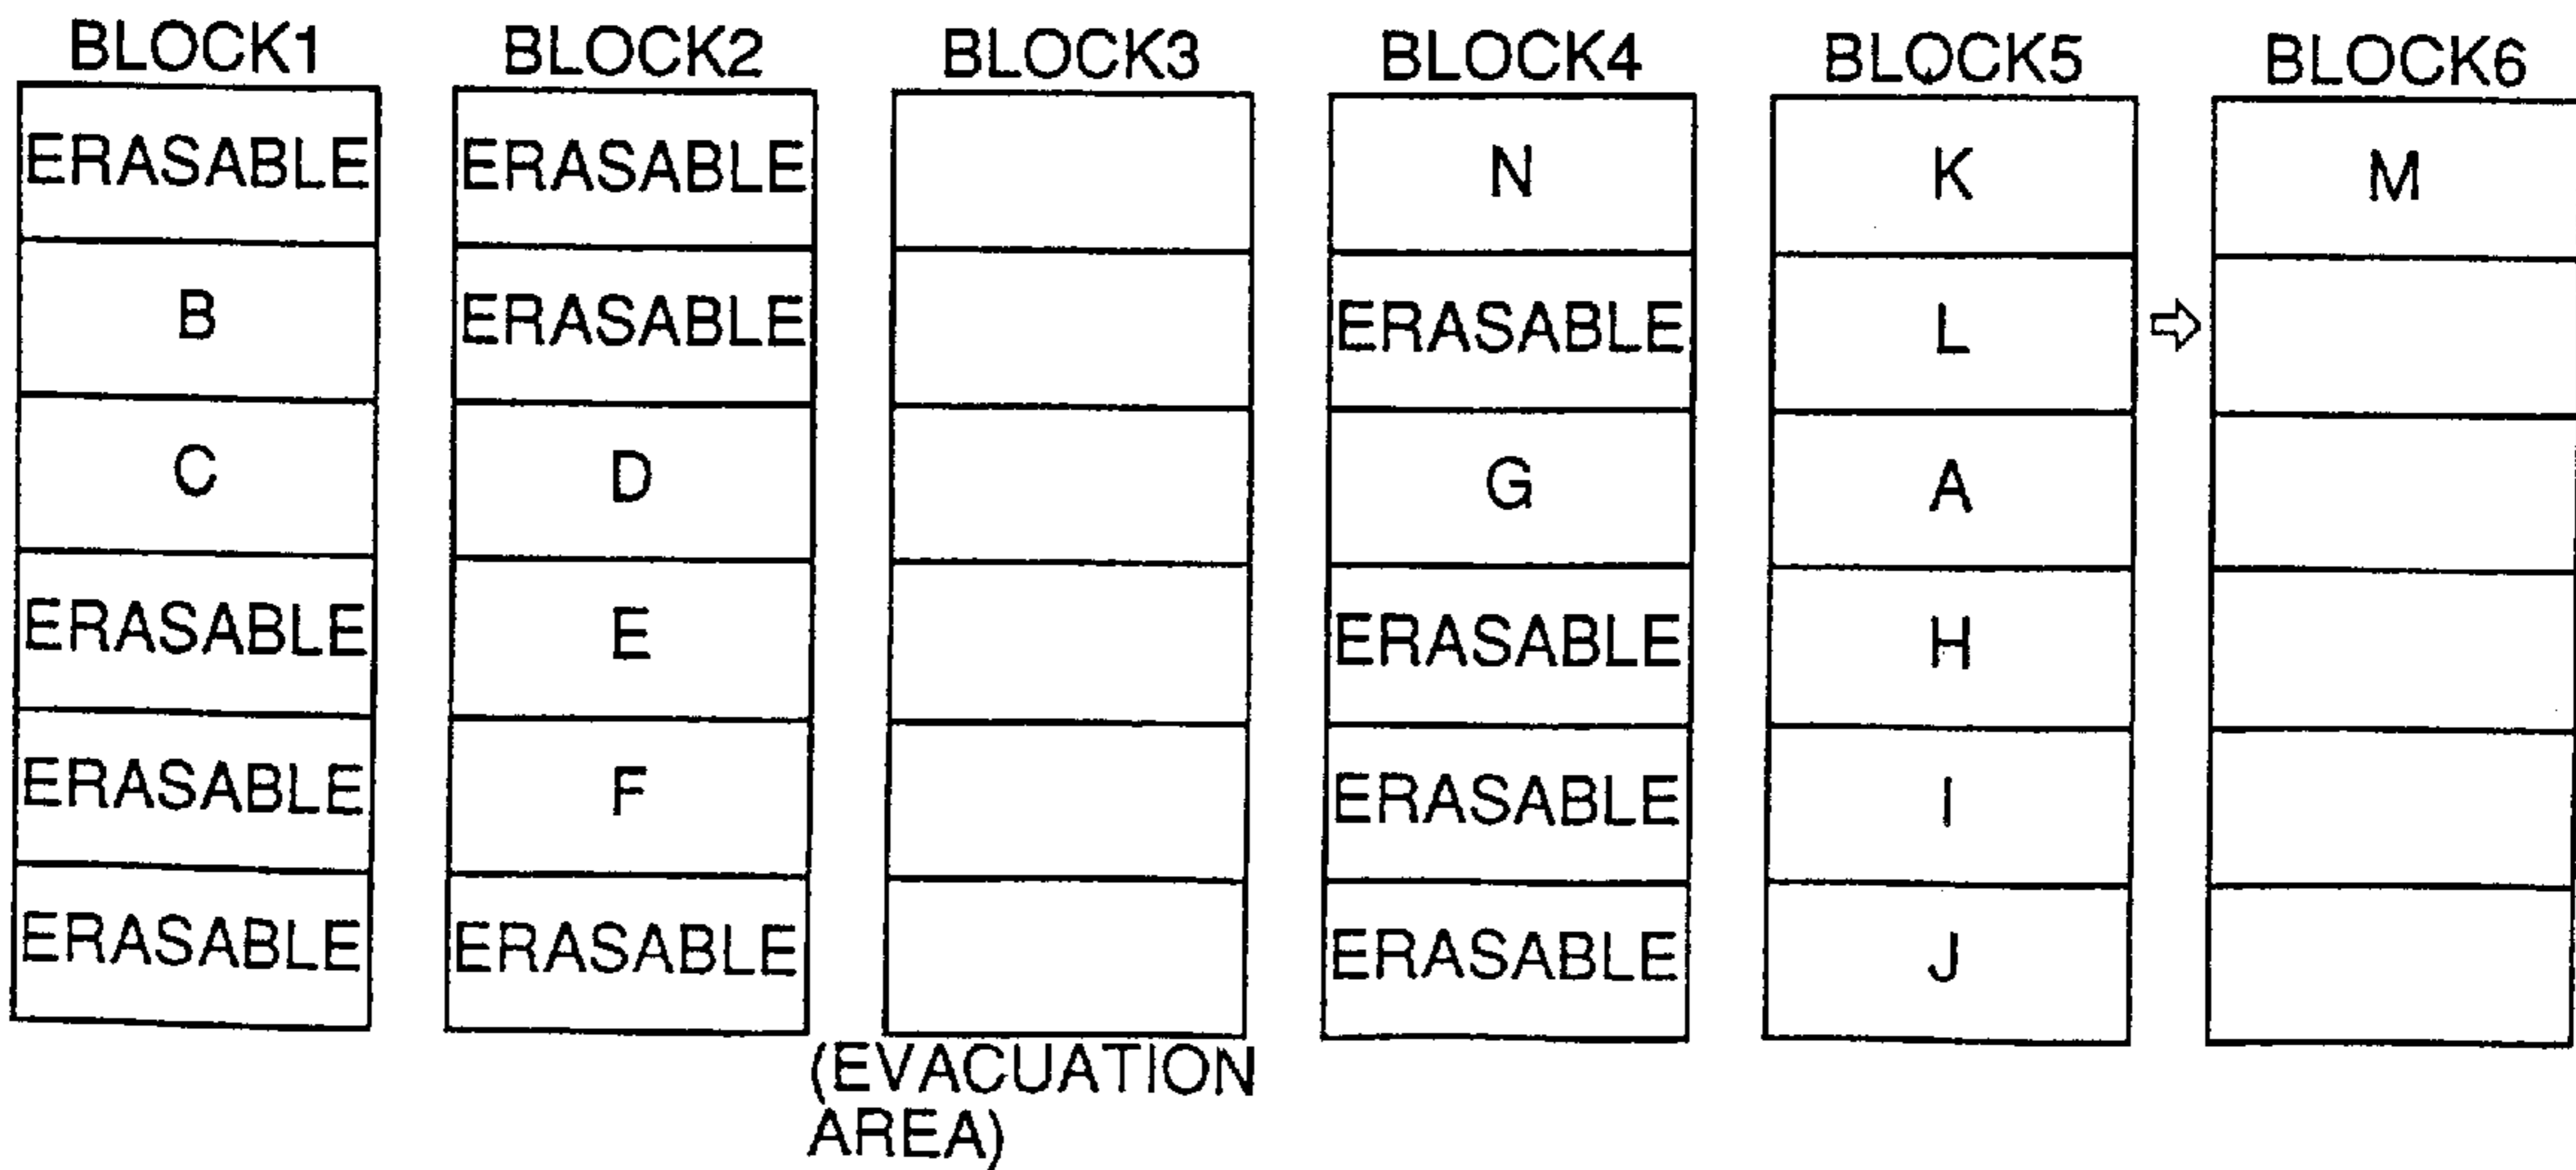 BLOCK1 BLOCK2 BLOCK3 BLOCK4 BLOCK5 BLOCK6
ERASABLE ERASABLE N K M
B ERASABLE ERASABLE L
C D G A
ERASABLE E ERASABLE H
ERASABLE F ERASABLE I
ERASABLE ERASABLE ERASABLE J
(EVACUATION
AREA)